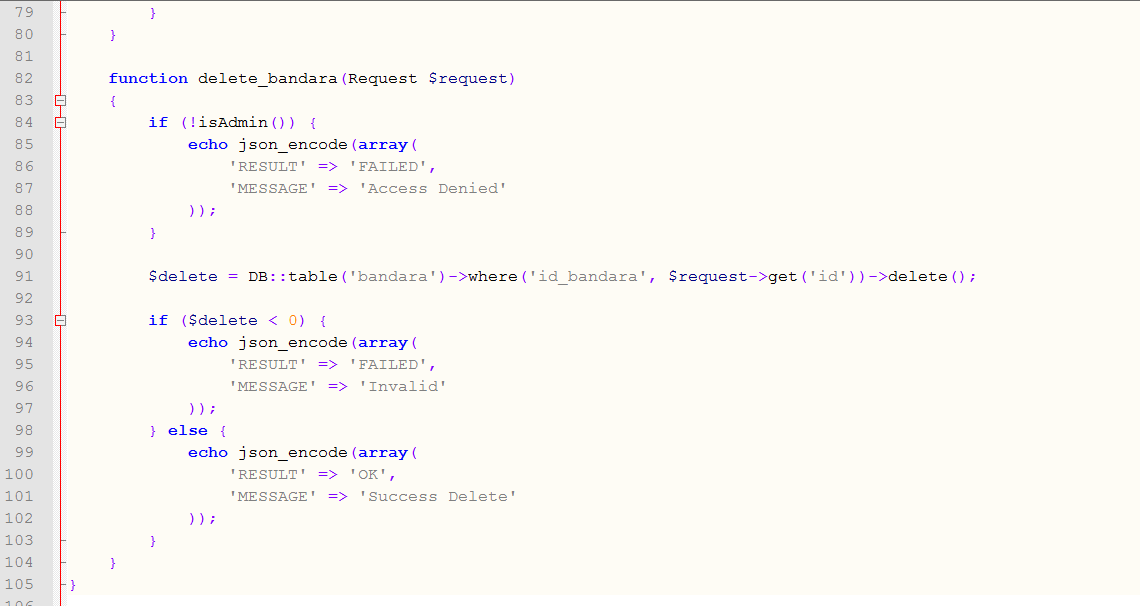 79 }
80 }
81
82 function delete_bandara(Request $request)
83 {
84 if (!isAdmin()) {
85 echo json_encode(array(
86 'RESULT' => 'FAILED',
87 'MESSAGE' => 'Access Denied'
88 ));
89 }
90
91 $delete = DB::table('bandara')->where('id_bandara', $request->get('id'))->delete();
92
93 if ($delete < 0) {
94 echo json_encode(array(
95 'RESULT' => 'FAILED',
96 'MESSAGE' => 'Invalid'
97 ));
98 } else {
99 echo json_encode(array(
100 'RESULT' => 'OK',
101 'MESSAGE' => 'Success Delete'
102 ));
103 }
104 }
105 }
106